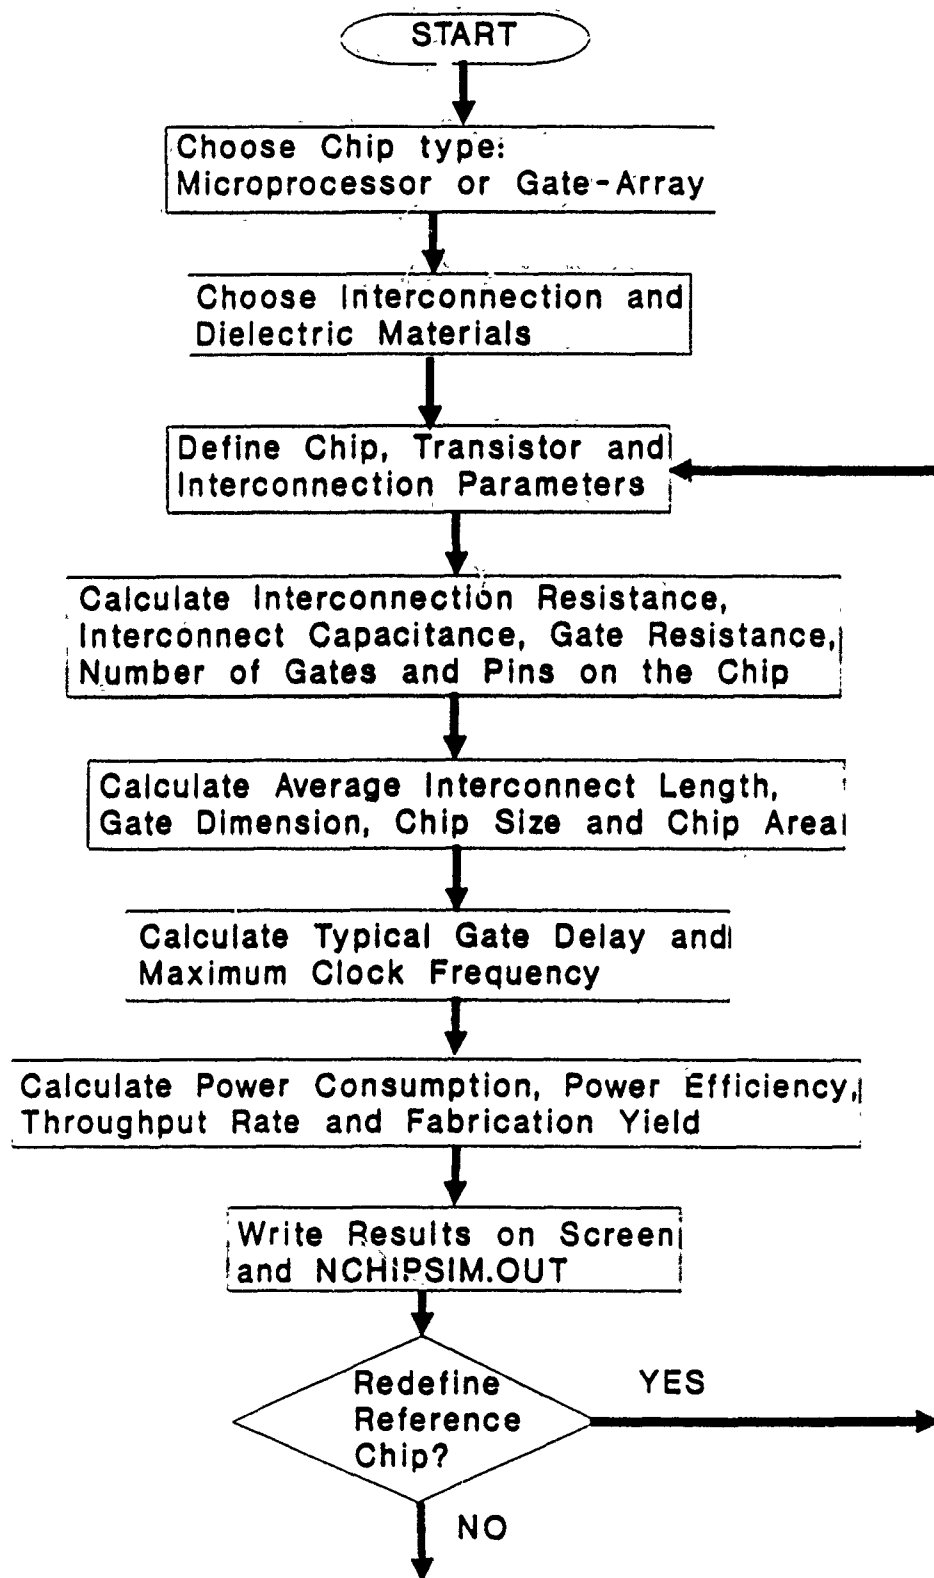 START
Choose Chip type:
Microprocessor or Gate-Array
Choose Interconnection and
Dielectric Materials
Define Chip, Transistor and
Interconnection Parameters
Calculate Interconnection Resistance,
Interconnect Capacitance, Gate Resistance,
Number of Gates and Pins on the Chip
Calculate Average Interconnect Length,
Gate Dimension, Chip Size and Chip Area
Calculate Typical Gate Delay and
Maximum Clock Frequency
Calculate Power Consumption, Power Efficiency,
Throughput Rate and Fabrication Yield
Write Results on Screen
and NCHIPSIM.OUT
Redefine
Reference
Chip?
YES
NO